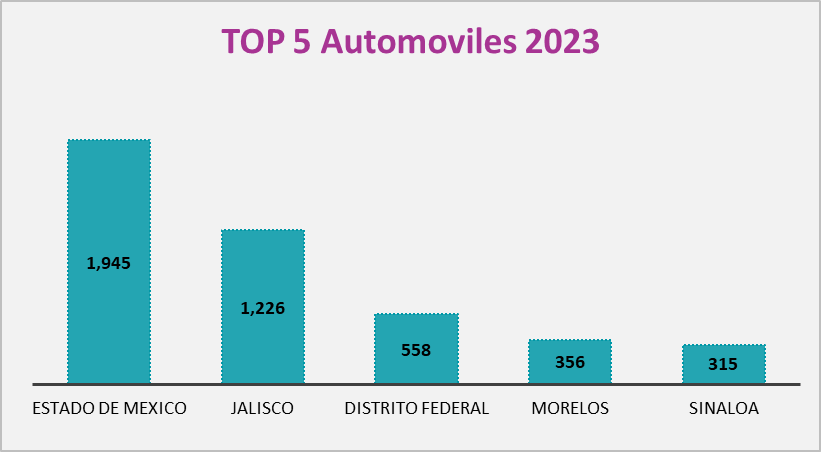 TOP 5 Automoviles 2023
1,945
1,226
558
356
315
ESTADO DE MEXICO
JALISCO
DISTRITO FEDERAL
MORELOS
SINALOA